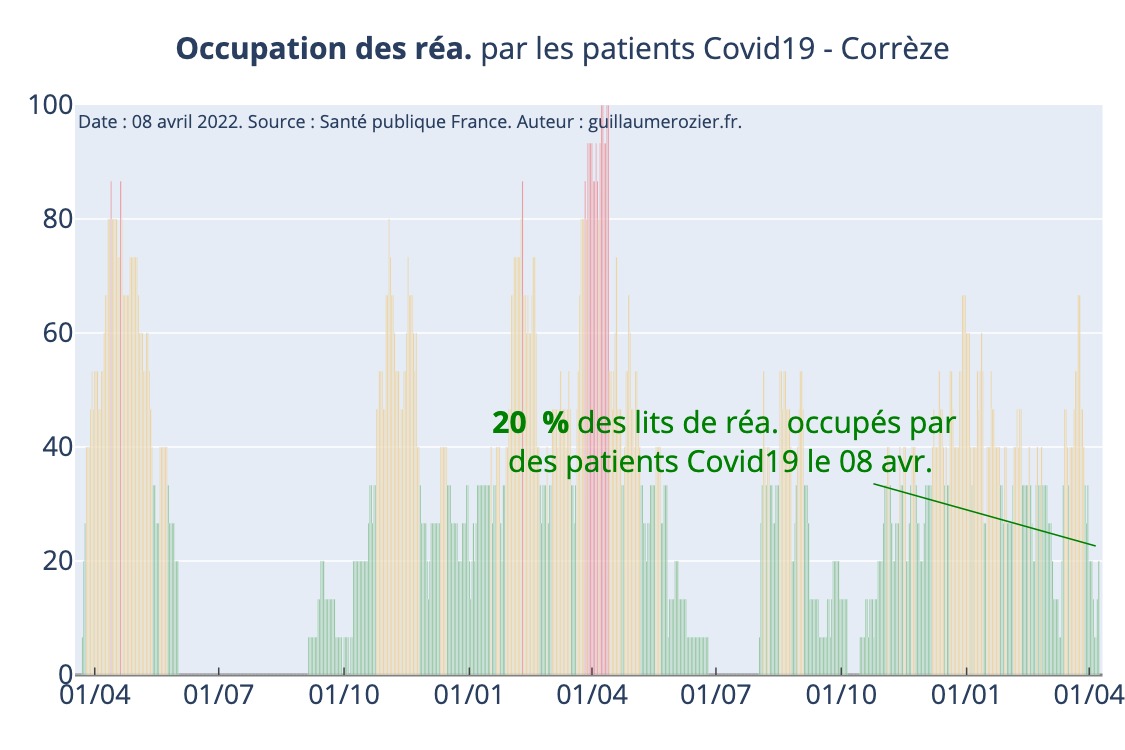 Occupation des réa. par les patients Covid19 - Corrèze
100
Date : 08 avril 2022. Source : Santé publique France. Auteur : guillaumerozier.fr.
80
60
20 % des lits de réa. occupés par
40
des patients Covid19 le 08 avr.
20
0
01/04 01/07 01/10 01/01 01/04 01/07 01/10 01/01 01/04